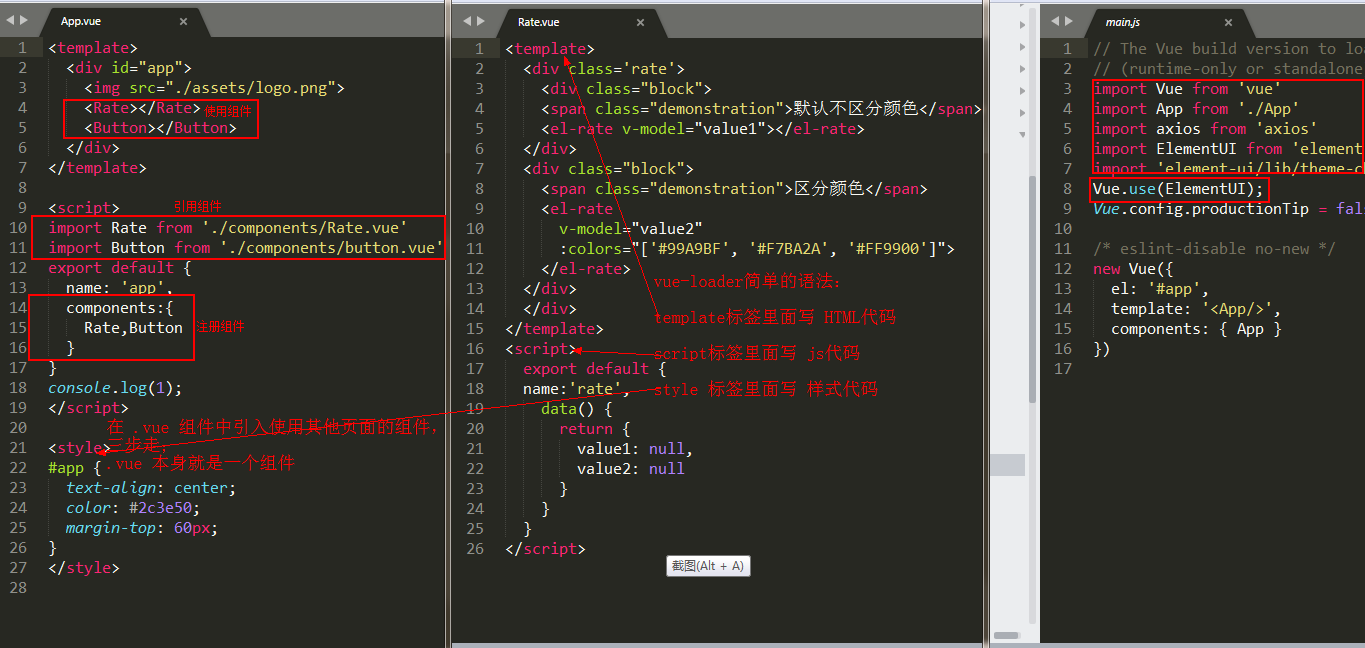 App.vue
1 <template>
2 <div id="app">
3 <img src="./assets/logo.png">
4 <Rate></Rate> 使用组件
5 <Button></Button>
6 </div>
7 </template>
8
9 <script> 引用组件
10 import Rate from './components/Rate.vue'
11 import Button from './components/button.vue'
12 export default {
13 name: 'app',
14 components:{
15 Rate,Button 注册组件
16 }
17 }
18 console.log(1);
19 </script>
20 在 .vue 组件中引入使用其他页面的组件，
三步走，
21 <style>
.vue 本身就是一个组件
22 #app {
23 text-align: center;
24 color: #2c3e50;
25 margin-top: 60px;
26 }
27 </style>
28
Rate.vue
1 <template>
2 <div class='rate'>
3 <div class="block">
4 <span class="demonstration">默认不区分颜色</span>
5 <el-rate v-model="value1"></el-rate>
6 </div>
7 <div class="block">
8 <span class="demonstration">区分颜色</span>
9 <el-rate
10 v-model="value2"
11 :colors="['#99A9BF', '#F7BA2A', '#FF9900']">
12 </el-rate>
vue-loader简单的语法：
13 </div>
14 </div>
template标签里面写 HTML代码
15 </template>
16 <script>
script标签里面写 js代码
17 export default {
18 name:'rate',
style 标签里面写 样式代码
19 data() {
20 return {
21 value1: null,
22 value2: null
23 }
24 }
25 }
26 </script>
截图(Alt + A)
main.js
1 // The Vue build version to loa
2 // (runtime-only or standalone
3 import Vue from 'vue'
4 import App from './App'
5 import axios from 'axios'
6 import ElementUI from 'element
7 import 'element-ui/lib/theme-c
8 Vue.use(ElementUI);
9 Vue.config.productionTip = fal
10
11 /* eslint-disable no-new */
12 new Vue({
13 el: '#app',
14 template: '<App/>',
15 components: { App }
16 })
17